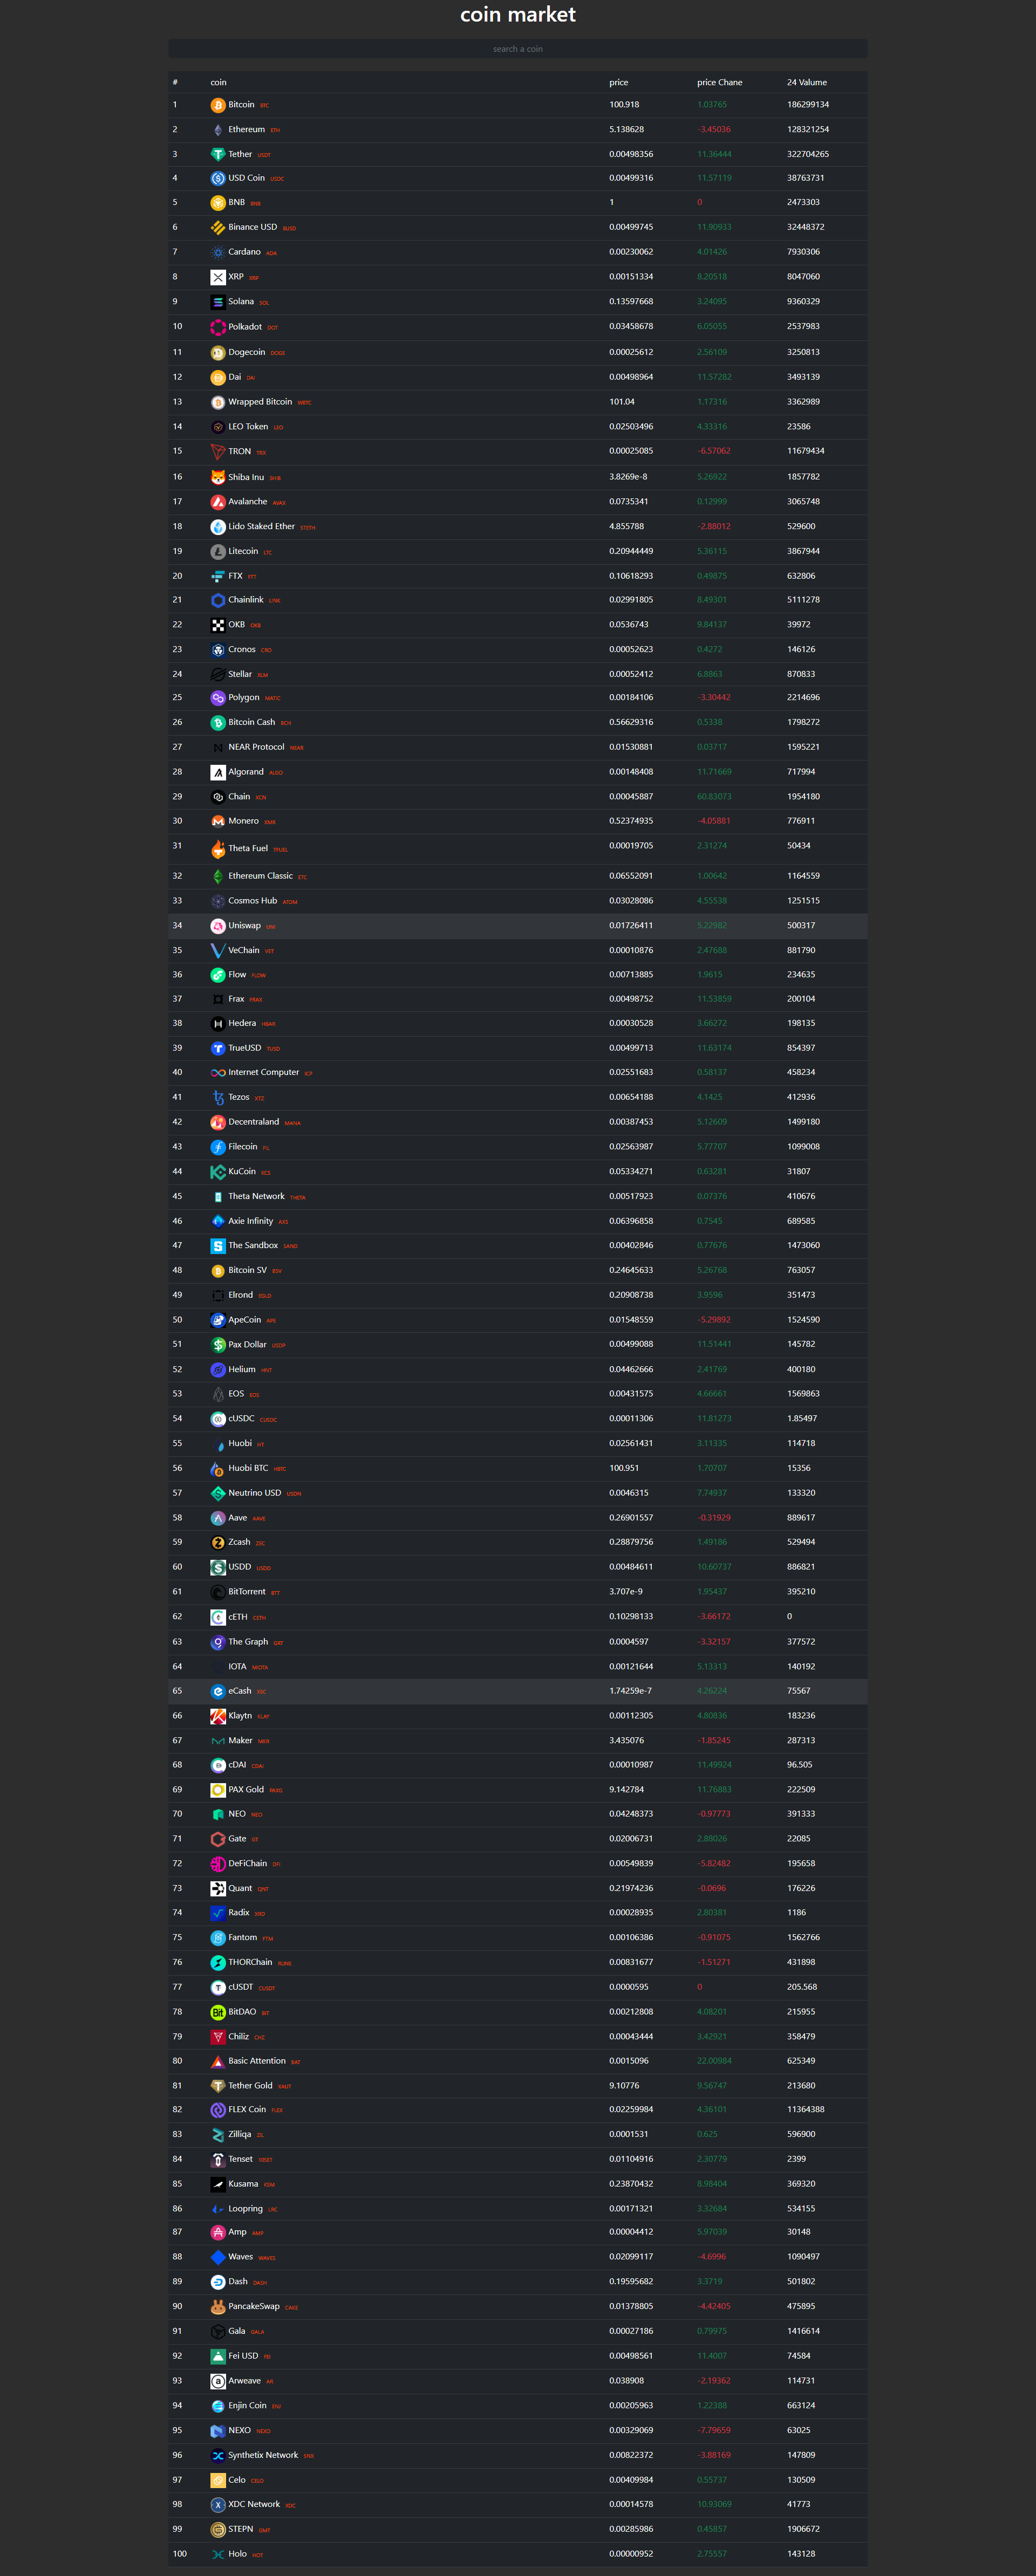 coin market
search a coin
# coin price price Chane 24 Valume
1 Bitcoin BTC 100.918 1.03765 186299134
2 Ethereum ETH 5.138628 -3.45036 128321254
3 Tether USDT 0.00498356 11.36444 322704265
4 USD Coin USDC 0.00499316 11.57119 38763731
5 BNB BNB 1 0 2473303
6 Binance USD BUSD 0.00499745 11.90933 32448372
7 Cardano ADA 0.00230062 4.01426 7930306
8 XRP XRP 0.00151334 8.20518 8047060
9 Solana SOL 0.13597668 3.24095 9360329
10 Polkadot DOT 0.03458678 6.05055 2537983
11 Dogecoin DOGE 0.00025612 2.56109 3250813
12 Dai DAI 0.00498964 11.57282 3493139
13 Wrapped Bitcoin WBTC 101.04 1.17316 3362989
14 LEO Token LEO 0.02503496 4.33316 23586
15 TRON TRX 0.00025085 -6.57062 11679434
16 Shiba Inu SHIB 3.8269e-8 5.26922 1857782
17 Avalanche AVAX 0.0735341 0.12999 3065748
18 Lido Staked Ether STETH 4.855788 -2.88012 529600
19 Litecoin LTC 0.20944449 5.36115 3867944
20 FTX FTT 0.10618293 0.49875 632806
21 Chainlink LINK 0.02991805 8.49301 5111278
22 OKB OKB 0.0536743 9.84137 39972
23 Cronos CRO 0.00052623 0.4272 146126
24 Stellar XLM 0.00052412 6.8863 870833
25 Polygon MATIC 0.00184106 -3.30442 2214696
26 Bitcoin Cash BCH 0.56629316 0.5338 1798272
27 NEAR Protocol NEAR 0.01530881 0.03717 1595221
28 Algorand ALGO 0.00148408 11.71669 717994
29 Chain XCN 0.00045887 60.83073 1954180
30 Monero XMR 0.52374935 -4.05881 776911
31 Theta Fuel TFUEL 0.00019705 2.31274 50434
32 Ethereum Classic ETC 0.06552091 1.00642 1164559
33 Cosmos Hub ATOM 0.03028086 4.55538 1251515
34 Uniswap UNI 0.01726411 5.22982 500317
35 VeChain VET 0.00010876 2.47688 881790
36 Flow FLOW 0.00713885 1.9615 234635
37 Frax FRAX 0.00498752 11.53859 200104
38 Hedera HBAR 0.00030528 3.66272 198135
39 TrueUSD TUSD 0.00499713 11.63174 854397
40 Internet Computer ICP 0.02551683 0.58137 458234
41 Tezos XTZ 0.00654188 4.1425 412936
42 Decentraland MANA 0.00387453 5.12609 1499180
43 Filecoin FIL 0.02563987 5.77707 1099008
44 KuCoin KCS 0.05334271 0.63281 31807
45 Theta Network THETA 0.00517923 0.07376 410676
46 Axie Infinity AXS 0.06396858 0.7545 689585
47 The Sandbox SAND 0.00402846 0.77676 1473060
48 Bitcoin SV BSV 0.24645633 5.26768 763057
49 Elrond EGLD 0.20908738 3.9596 351473
50 ApeCoin APE 0.01548559 -5.29892 1524590
51 Pax Dollar USDP 0.00499088 11.51441 145782
52 Helium HNT 0.04462666 2.41769 400180
53 EOS EOS 0.00431575 4.66661 1569863
54 cUSDC CUSDC 0.00011306 11.81273 1.85497
55 Huobi HT 0.02561431 3.11335 114718
56 Huobi BTC HBTC 100.951 1.70707 15356
57 Neutrino USD USDN 0.0046315 7.74937 133320
58 Aave AAVE 0.26901557 -0.31929 889617
59 Zcash ZEC 0.28879756 1.49186 529494
60 USDD USDD 0.00484611 10.60737 886821
61 BitTorrent BTT 3.707e-9 1.95437 395210
62 cETH CETH 0.10298133 -3.66172 0
63 The Graph GRT 0.0004597 -3.32157 377572
64 IOTA MIOTA 0.00121644 5.13313 140192
65 eCash XEC 1.74259e-7 4.26224 75567
66 Klaytn KLAY 0.00112305 4.80836 183236
67 Maker MKR 3.435076 -1.85245 287313
68 cDAI CDAI 0.00010987 11.49924 96.505
69 PAX Gold PAXG 9.142784 11.76883 222509
70 NEO NEO 0.04248373 -0.97773 391333
71 Gate GT 0.02006731 2.88026 22085
72 DeFiChain DFI 0.00549839 -5.82482 195658
73 Quant QNT 0.21974236 -0.0696 176226
74 Radix XRD 0.00028935 2.80381 1186
75 Fantom FTM 0.00106386 -0.91075 1562766
76 THORChain RUNE 0.00831677 -1.51271 431898
77 cUSDT CUSDT 0.0000595 0 205.568
78 BitDAO BIT 0.00212808 4.08201 215955
79 Chiliz CHZ 0.00043444 3.42921 358479
80 Basic Attention BAT 0.0015096 22.00984 625349
81 Tether Gold XAUT 9.10776 9.56747 213680
82 FLEX Coin FLEX 0.02259984 4.36101 11364388
83 Zilliqa ZIL 0.0001531 0.625 596900
84 Tenset 10SET 0.01104916 2.30779 2399
85 Kusama KSM 0.23870432 8.98404 369320
86 Loopring LRC 0.00171321 3.32684 534155
87 Amp AMP 0.00004412 5.97039 30148
88 Waves WAVES 0.02099117 -4.6996 1090497
89 Dash DASH 0.19595682 3.3719 501802
90 PancakeSwap CAKE 0.01378805 -4.42405 475895
91 Gala GALA 0.00027186 0.79975 1416614
92 Fei USD FEI 0.00498561 11.4007 74584
93 Arweave AR 0.038908 -2.19362 114731
94 Enjin Coin ENJ 0.00205963 1.22388 663124
95 NEXO NEXO 0.00329069 -7.79659 63025
96 Synthetix Network SNX 0.00822372 -3.88169 147809
97 Celo CELO 0.00409984 0.55737 130509
98 XDC Network XDC 0.00014578 10.93069 41773
99 STEPN GMT 0.00285986 0.45857 1906672
100 Holo HOT 0.00000952 2.75557 143128